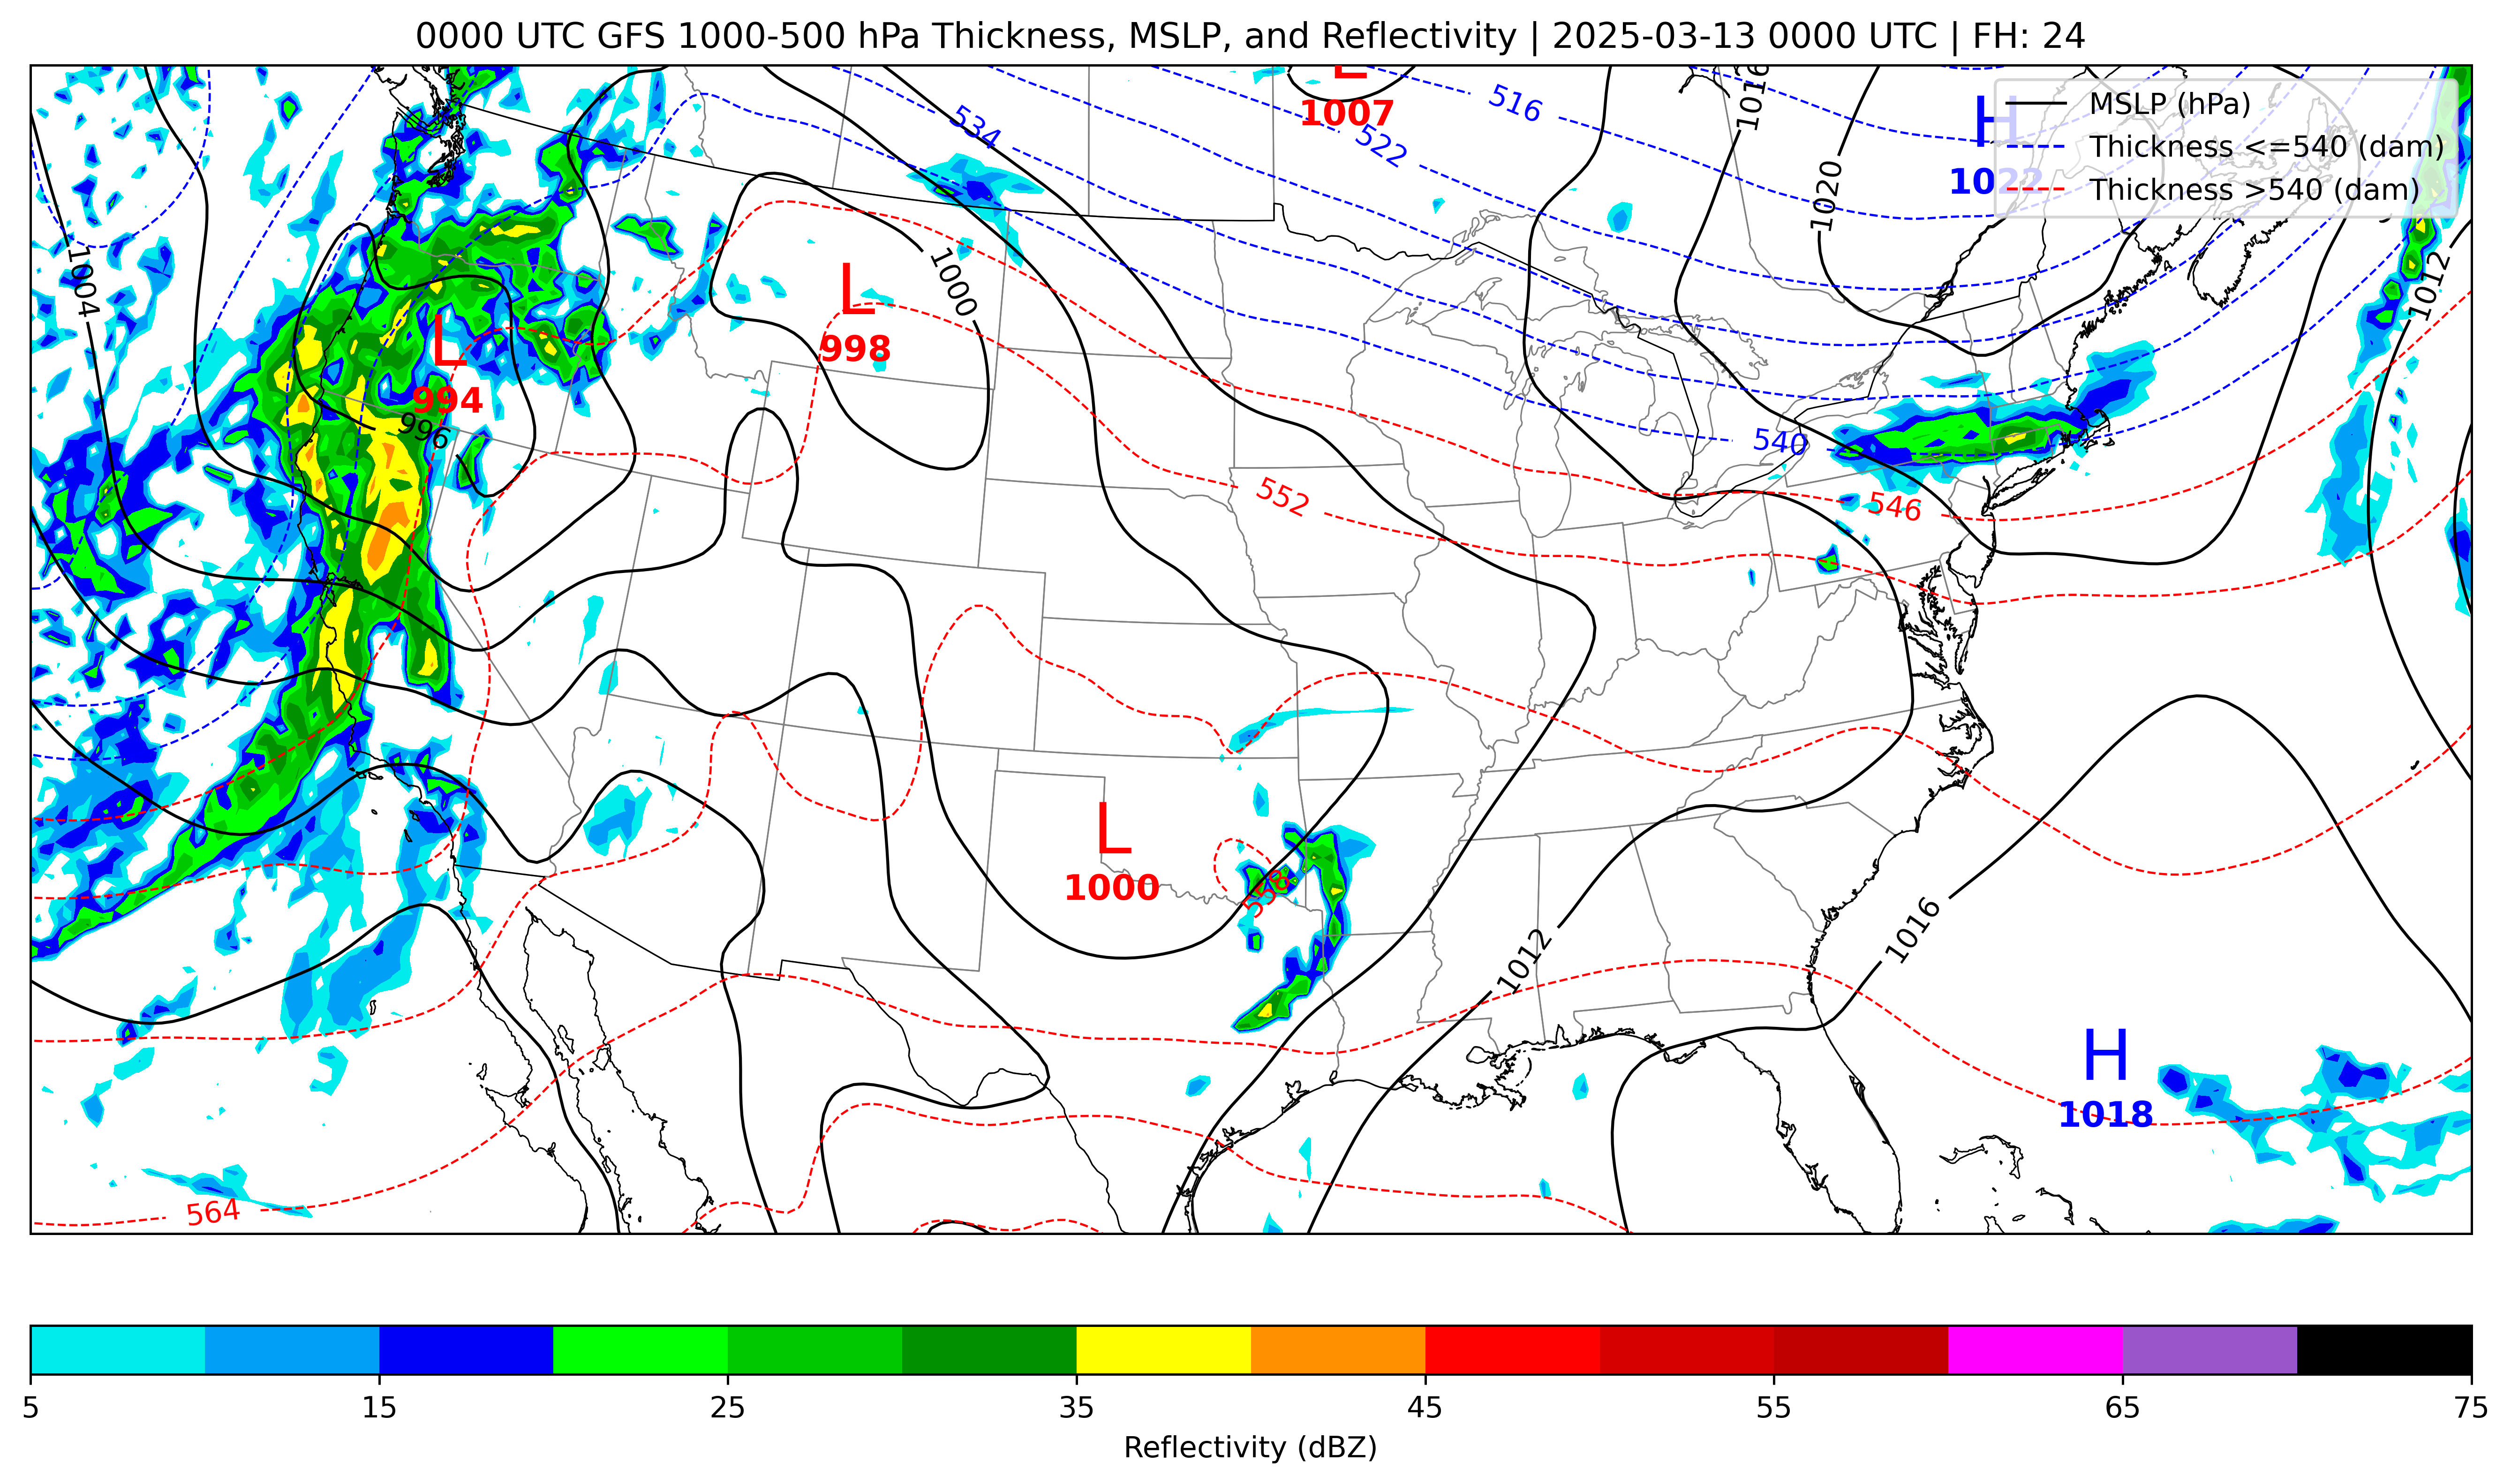 0000 UTC GFS 1000-500 hPa Thickness, MSLP, and Reflectivity | 2025-03-13 0000 UTC | FH: 24
L
1007
516
1016
H
1022
MSLP (hPa)
Thickness <=540 (dam)
Thickness >540 (dam)
534
522
1020
1004
1000
1012
L
998
L
994
996
540
552
546
L
1000
558
1012
1016
H
1018
564
5
15
25
35
45
55
65
75
Reflectivity (dBZ)